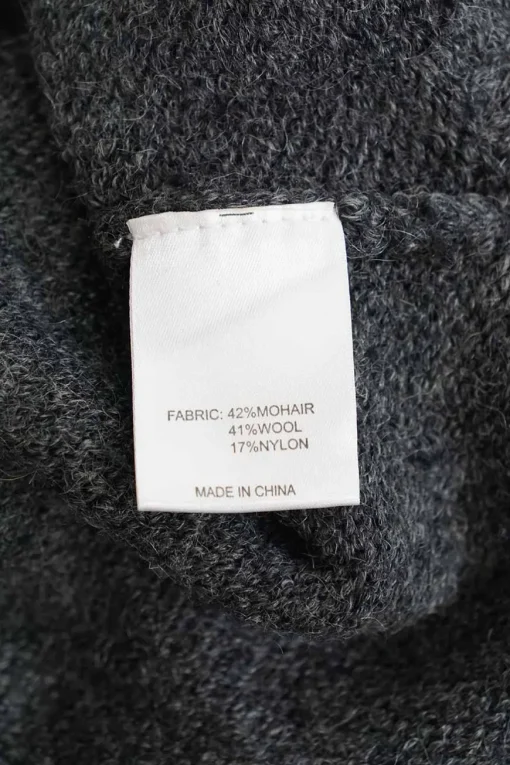 FABRIC: 42%MOHAIR
41%WOOL
17%NYLON
MADE IN CHINA